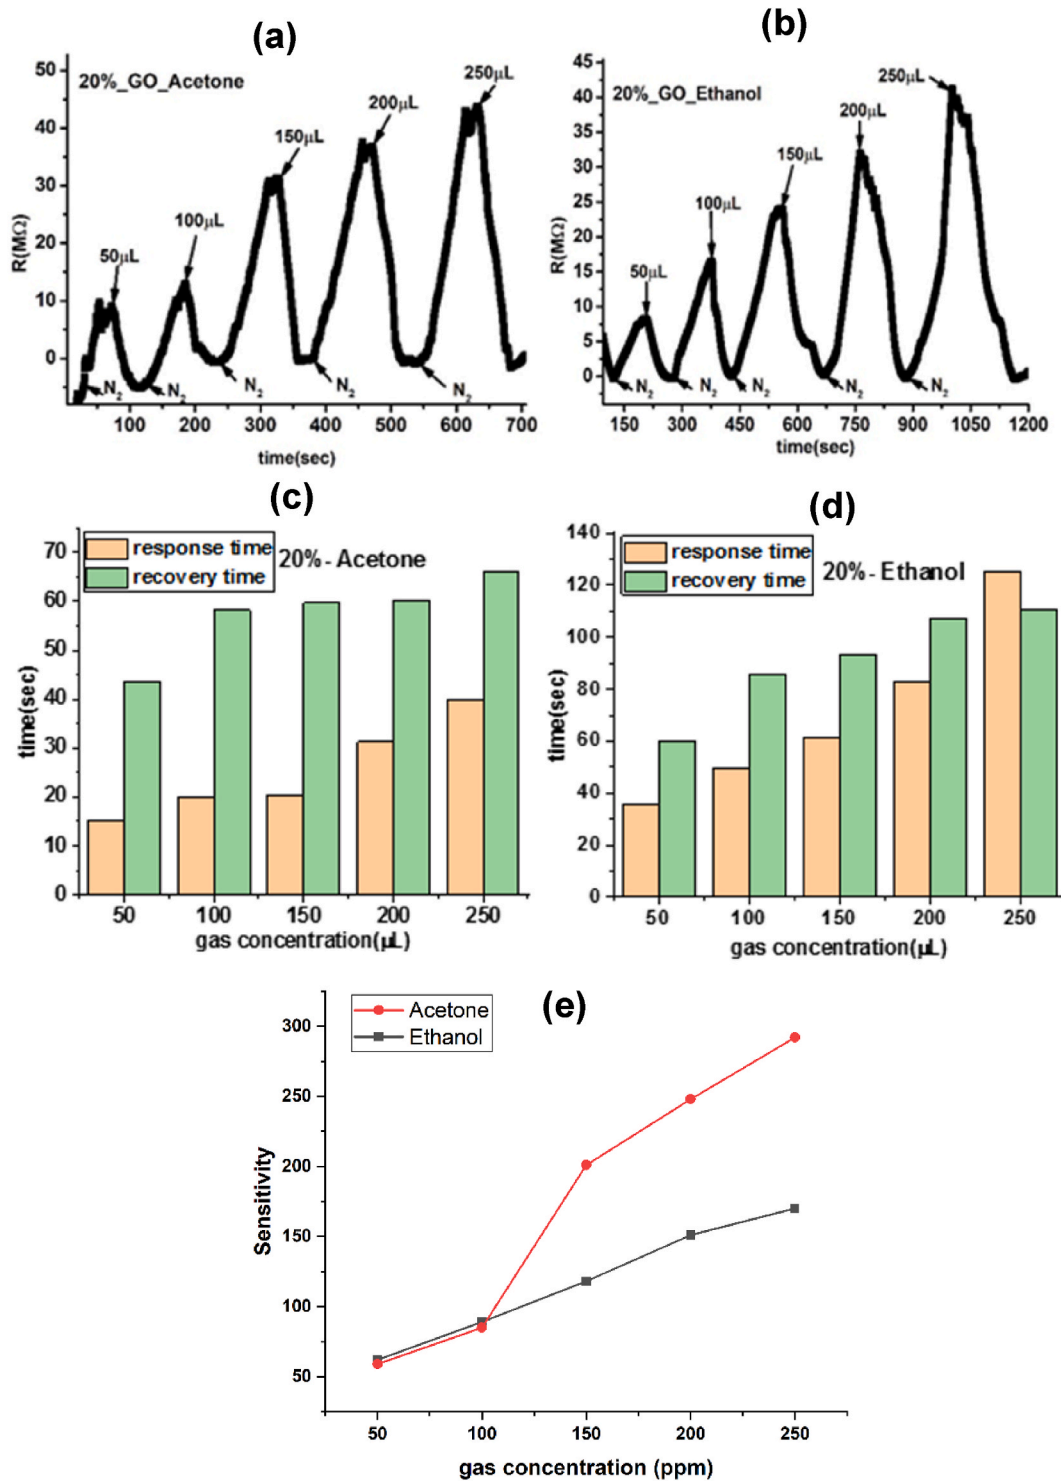 (a)
20%_GO_Acetone
50μL
100μL
150μL
200μL
250μL
N₂
N₂
N₂
N₂
N₂
50
40
30
20
10
0
R(MΩ)
100 200 300 400 500 600 700
time(sec)
(b)
20%_GO_Ethanol
50μL
100μL
150μL
200μL
250μL
N₂
N₂
N₂
N₂
N₂
45
40
35
30
25
20
15
10
5
0
R(MΩ)
150 300 450 600 750 900 1050 1200
time(sec)
(c)
response time
recovery time
20%- Acetone
70
60
50
40
30
20
10
0
time(sec)
50 100 150 200 250
gas concentration(μL)
(d)
response time
recovery time
20%- Ethanol
140
120
100
80
60
40
20
0
time(sec)
50 100 150 200 250
gas concentration(μL)
(e)
Acetone
Ethanol
300
250
200
150
100
50
Sensitivity
50 100 150 200 250
gas concentration (ppm)